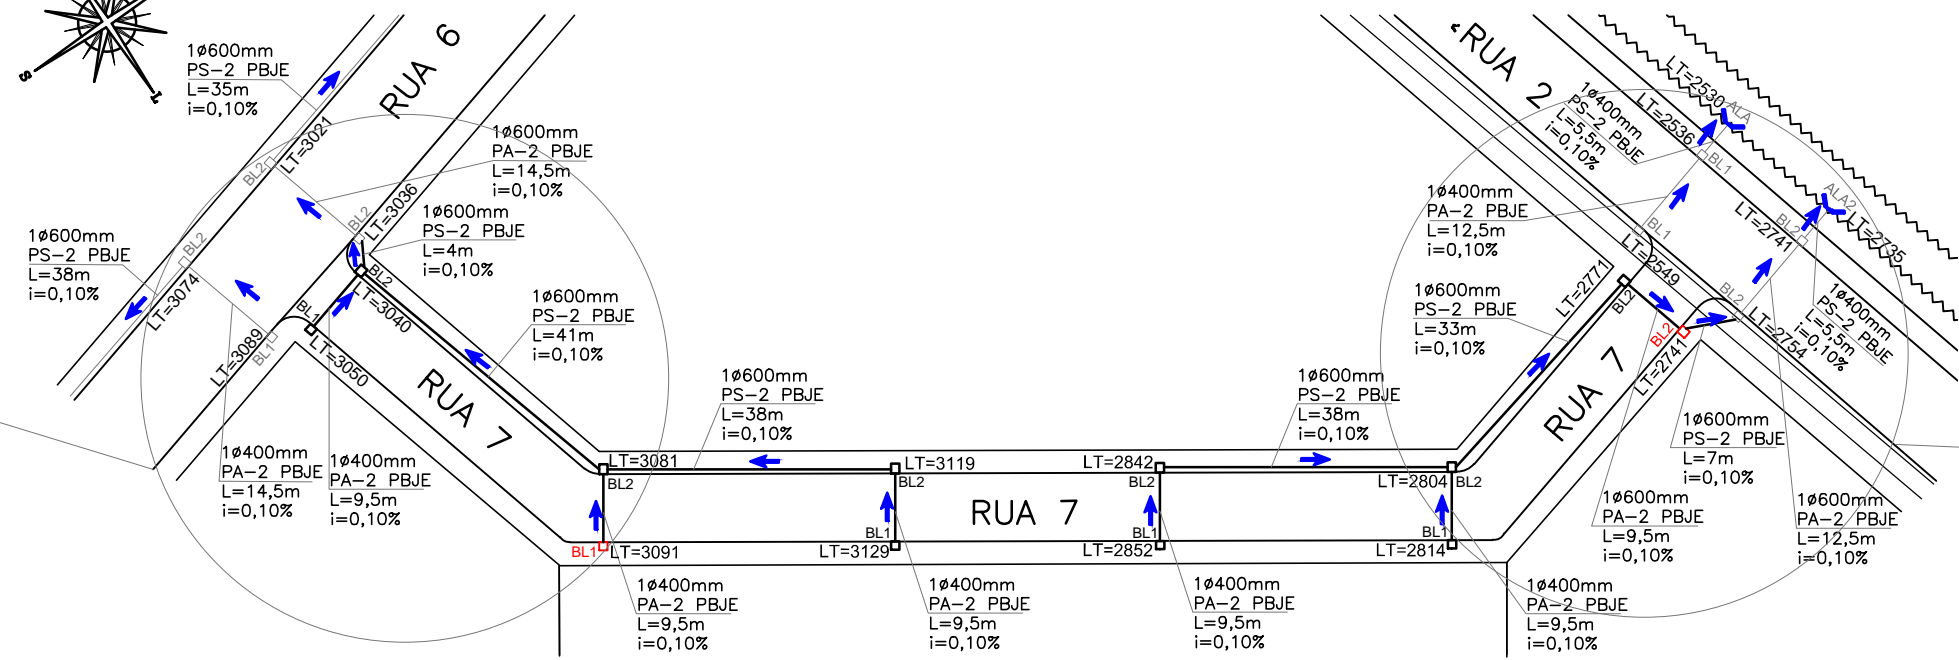 S
1ø600mm
PS-2 PBJE
L=35m
i=0,10%
RUA 6
LT=3021
BL2
1ø600mm
PA-2 PBJE
L=14,5m
i=0,10%
BL2
LT=3036
1ø600mm
PS-2 PBJE
L=4m
i=0,10%
1ø600mm
PS-2 PBJE
L=38m
i=0,10%
BL2
LT=3074
BL2
LT=3040
BL1
LT=3050
LT=3089
BL1
1ø600mm
PS-2 PBJE
L=41m
i=0,10%
RUA 7
1ø400mm
PA-2 PBJE
L=14,5m
i=0,10%
1ø400mm
PA-2 PBJE
L=9,5m
i=0,10%
1ø600mm
PS-2 PBJE
L=38m
i=0,10%
LT=3081
BL2
LT=3119
BL2
BL1
LT=3091
LT=3129
BL1
1ø400mm
PA-2 PBJE
L=9,5m
i=0,10%
1ø400mm
PA-2 PBJE
L=9,5m
i=0,10%
RUA 7
LT=2842
BL2
BL1
LT=2852
1ø400mm
PA-2 PBJE
L=9,5m
i=0,10%
1ø600mm
PS-2 PBJE
L=38m
i=0,10%
LT=2804
BL2
BL1
LT=2814
1ø400mm
PA-2 PBJE
L=9,5m
i=0,10%
1ø600mm
PS-2 PBJE
L=33m
i=0,10%
LT=2771
BL2
RUA 7
RUA 2
1ø400mm
PS-2 PBJE
L=5,5m
i=0,10%
LT=2530
ALA
LT=2536
BL1
1ø400mm
PA-2 PBJE
L=12,5m
i=0,10%
BL1
LT=2549
ALA2
LT=2735
BL2
LT=2741
1ø400mm
PS-2 PBJE
L=5,5m
i=0,10%
BL2
LT=2754
BL2
LT=2741
1ø600mm
PS-2 PBJE
L=7m
i=0,10%
1ø600mm
PA-2 PBJE
L=9,5m
i=0,10%
1ø600mm
PA-2 PBJE
L=12,5m
i=0,10%